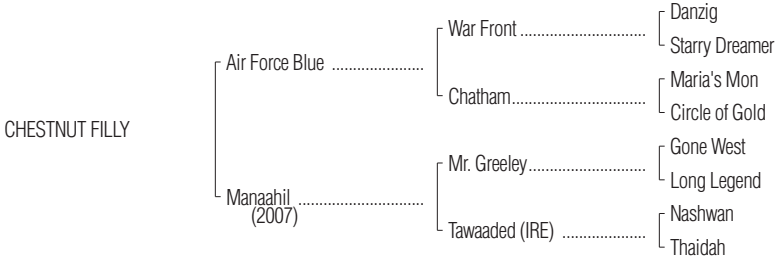 Danzig
War Front ..............................
Starry Dreamer
Air Force Blue ......................
Maria's Mon
Chatham................................
Circle of Gold
CHESTNUT FILLY
Gone West
Mr. Greeley............................
Long Legend
Manaahil ..............................
(2007)
Nashwan
Tawaaded (IRE) ....................
Thaidah